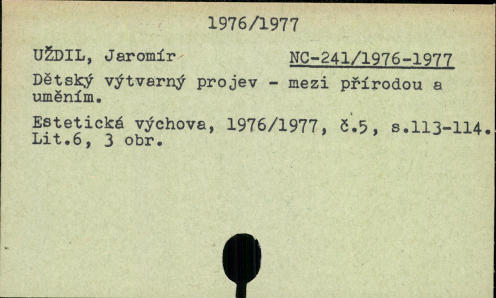 1976/1977
UŽDIL, Jaromír NC-241/1976-1977
Dětský výtvarný projev - mezi přírodou a
uměním.
Estetická výchova, 1976/1977, č.5, s.113-114.
Lit.6, 3 obr.